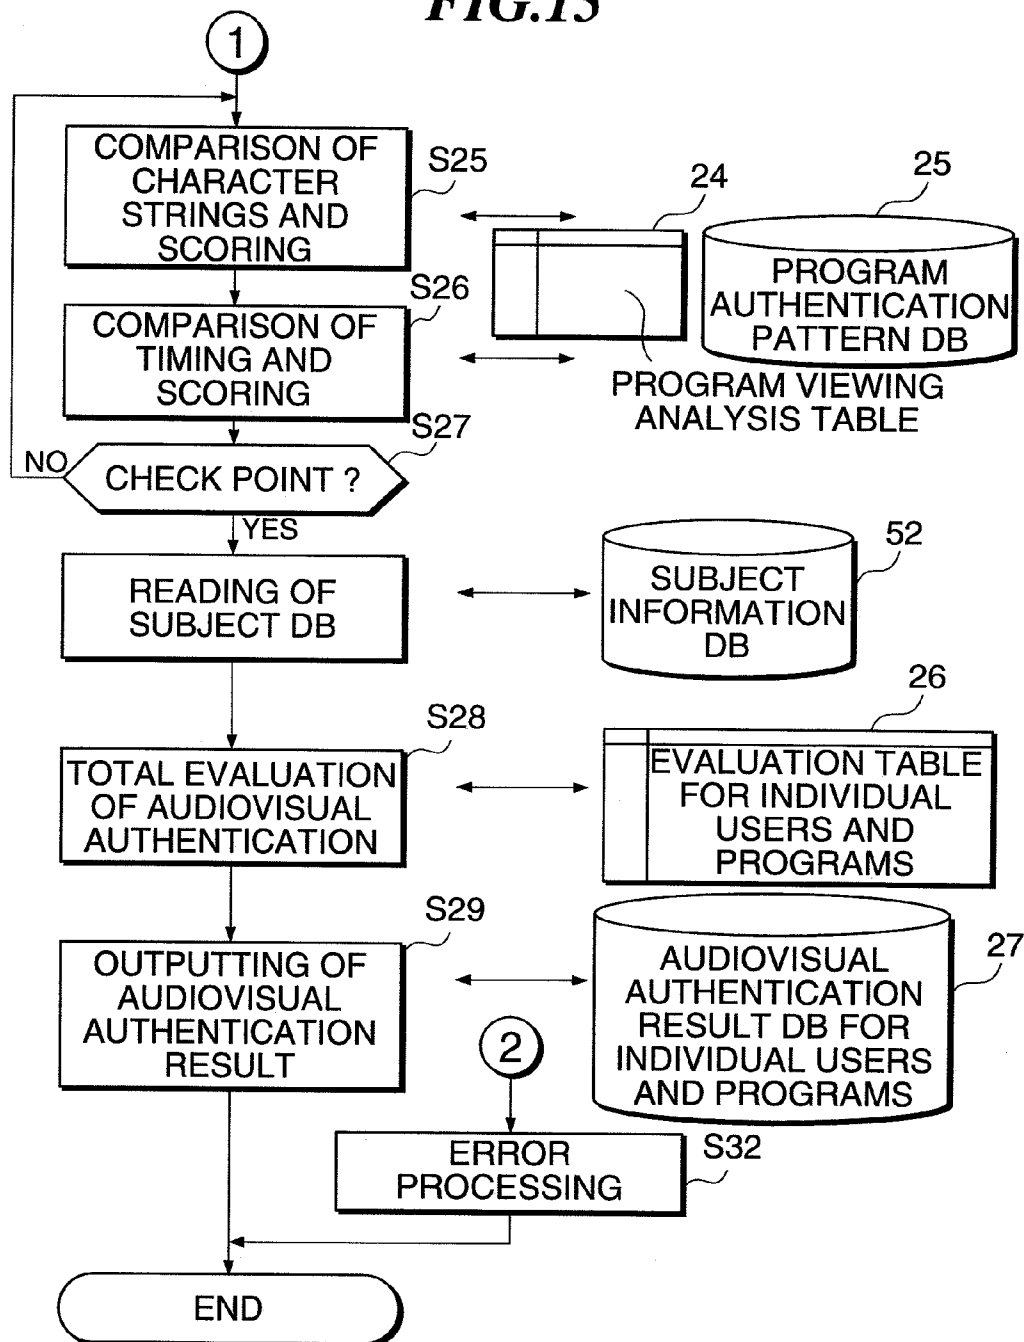 FIG.15
1
COMPARISON OF
CHARACTER
STRINGS AND
SCORING
S25
24
25
PROGRAM
AUTHENTICATION
PATTERN DB
S26
COMPARISON OF
TIMING AND
SCORING
PROGRAM VIEWING
ANALYSIS TABLE
S27
NO
CHECK POINT ?
YES
READING OF
SUBJECT DB
52
SUBJECT
INFORMATION
DB
S28
TOTAL EVALUATION
OF AUDIOVISUAL
AUTHENTICATION
26
EVALUATION TABLE
FOR INDIVIDUAL
USERS AND
PROGRAMS
S29
OUTPUTTING OF
AUDIOVISUAL
AUTHENTICATION
RESULT
27
AUDIOVISUAL
AUTHENTICATION
RESULT DB FOR
INDIVIDUAL USERS
AND PROGRAMS
2
ERROR
PROCESSING
S32
END